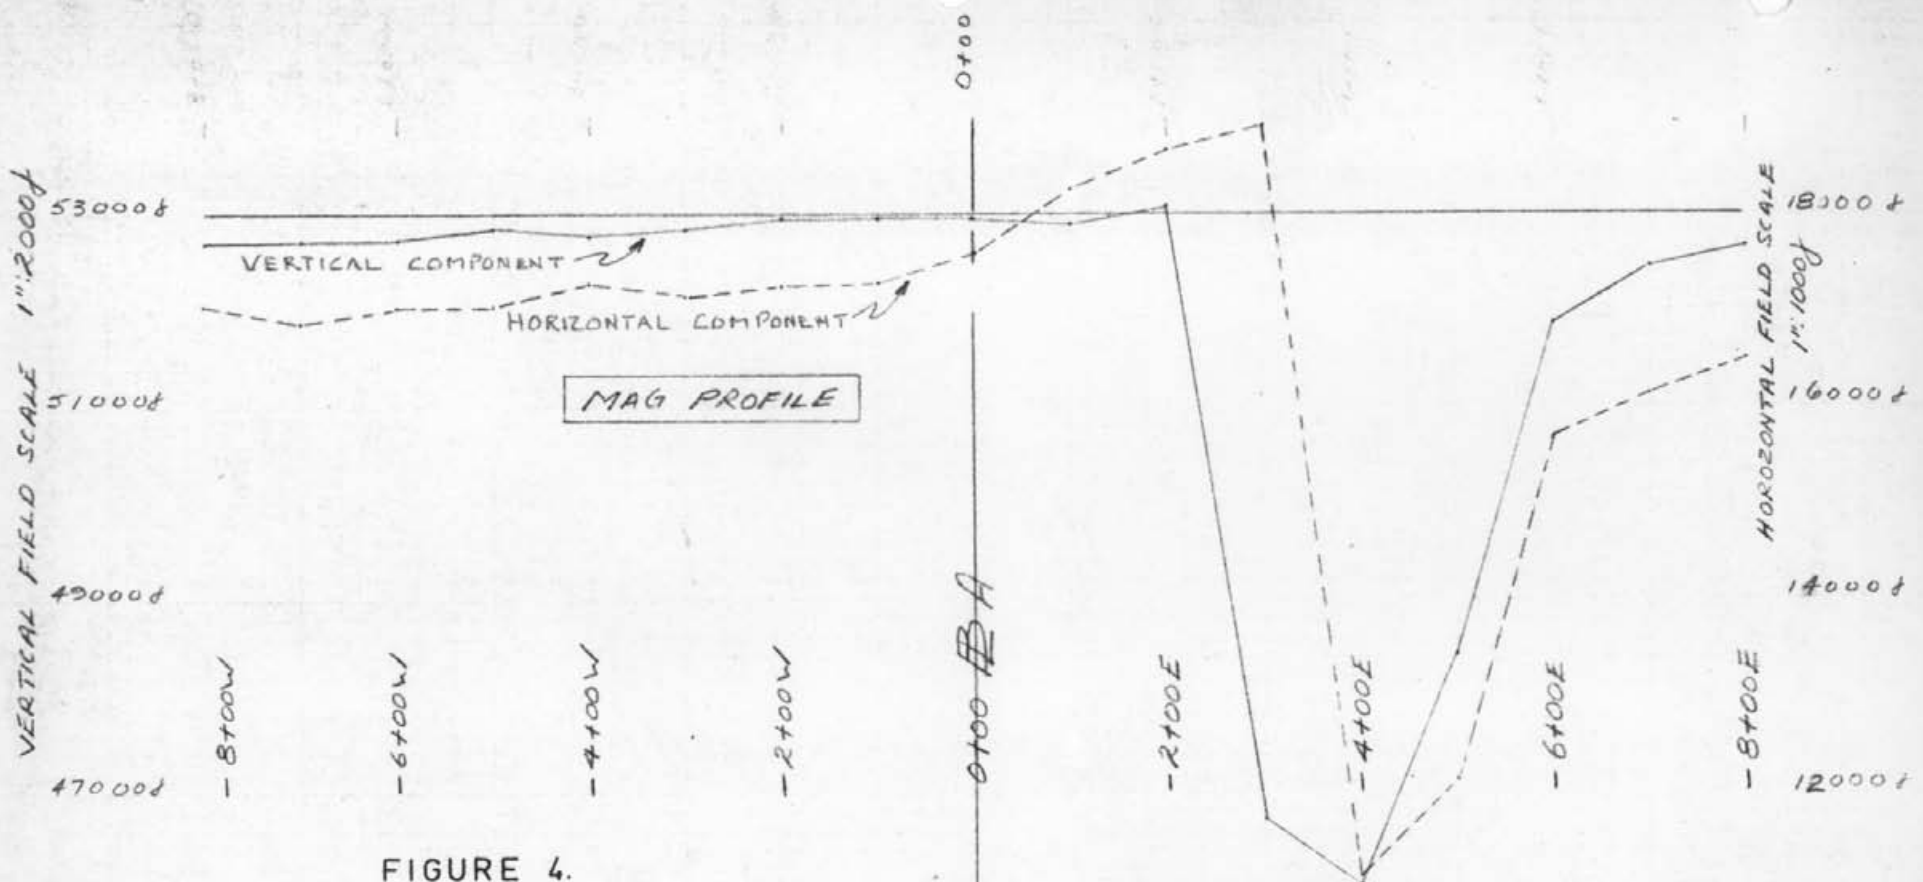 0+00
VERTICAL FIELD SCALE 1":2000γ
53000γ
51000γ
49000γ
47000γ
VERTICAL COMPONENT
HORIZONTAL COMPONENT
MAG PROFILE
18000γ
16000γ
14000γ
12000γ
HOROZONTAL FIELD SCALE
1":1000γ
-8+00W
-6+00W
-4+00W
-2+00W
0+00 A
-2+00E
-4+00E
-6+00E
-8+00E
FIGURE 4.